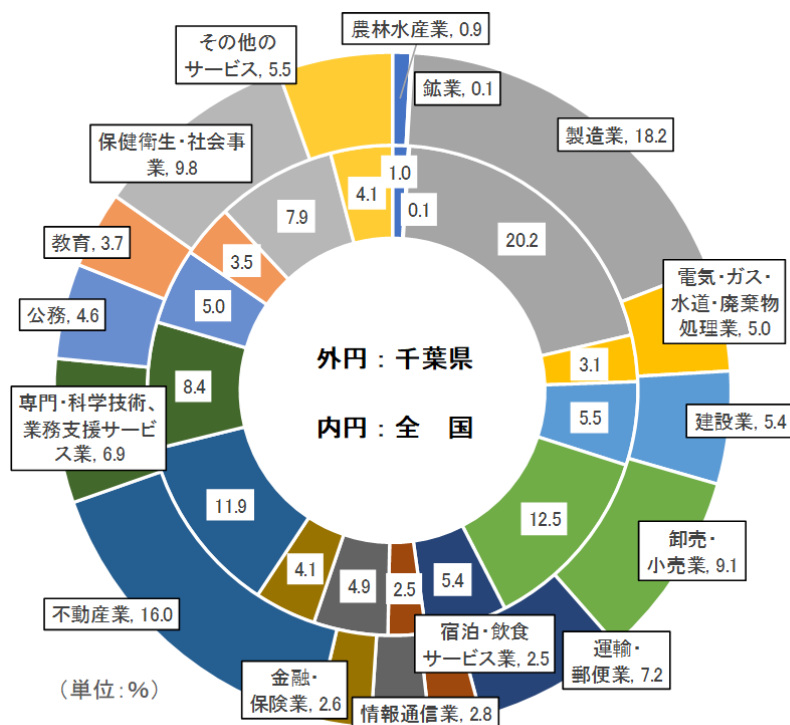 農林水産業, 0.9
鉱業, 0.1
製造業, 18.2
電気・ガス・
水道・廃棄物
処理業, 5.0
建設業, 5.4
卸売・
小売業, 9.1
運輸・
郵便業, 7.2
宿泊・飲食
サービス業, 2.5
情報通信業, 2.8
金融・
保険業, 2.6
不動産業, 16.0
専門・科学技術、
業務支援サービ
ス業, 6.9
公務, 4.6
教育, 3.7
保健衛生・社会事
業, 9.8
その他の
サービス, 5.5
1.0
0.1
20.2
3.1
5.5
12.5
5.4
2.5
4.9
4.1
11.9
8.4
5.0
3.5
7.9
4.1
外円：千葉県
内円：全　国
（単位：%）